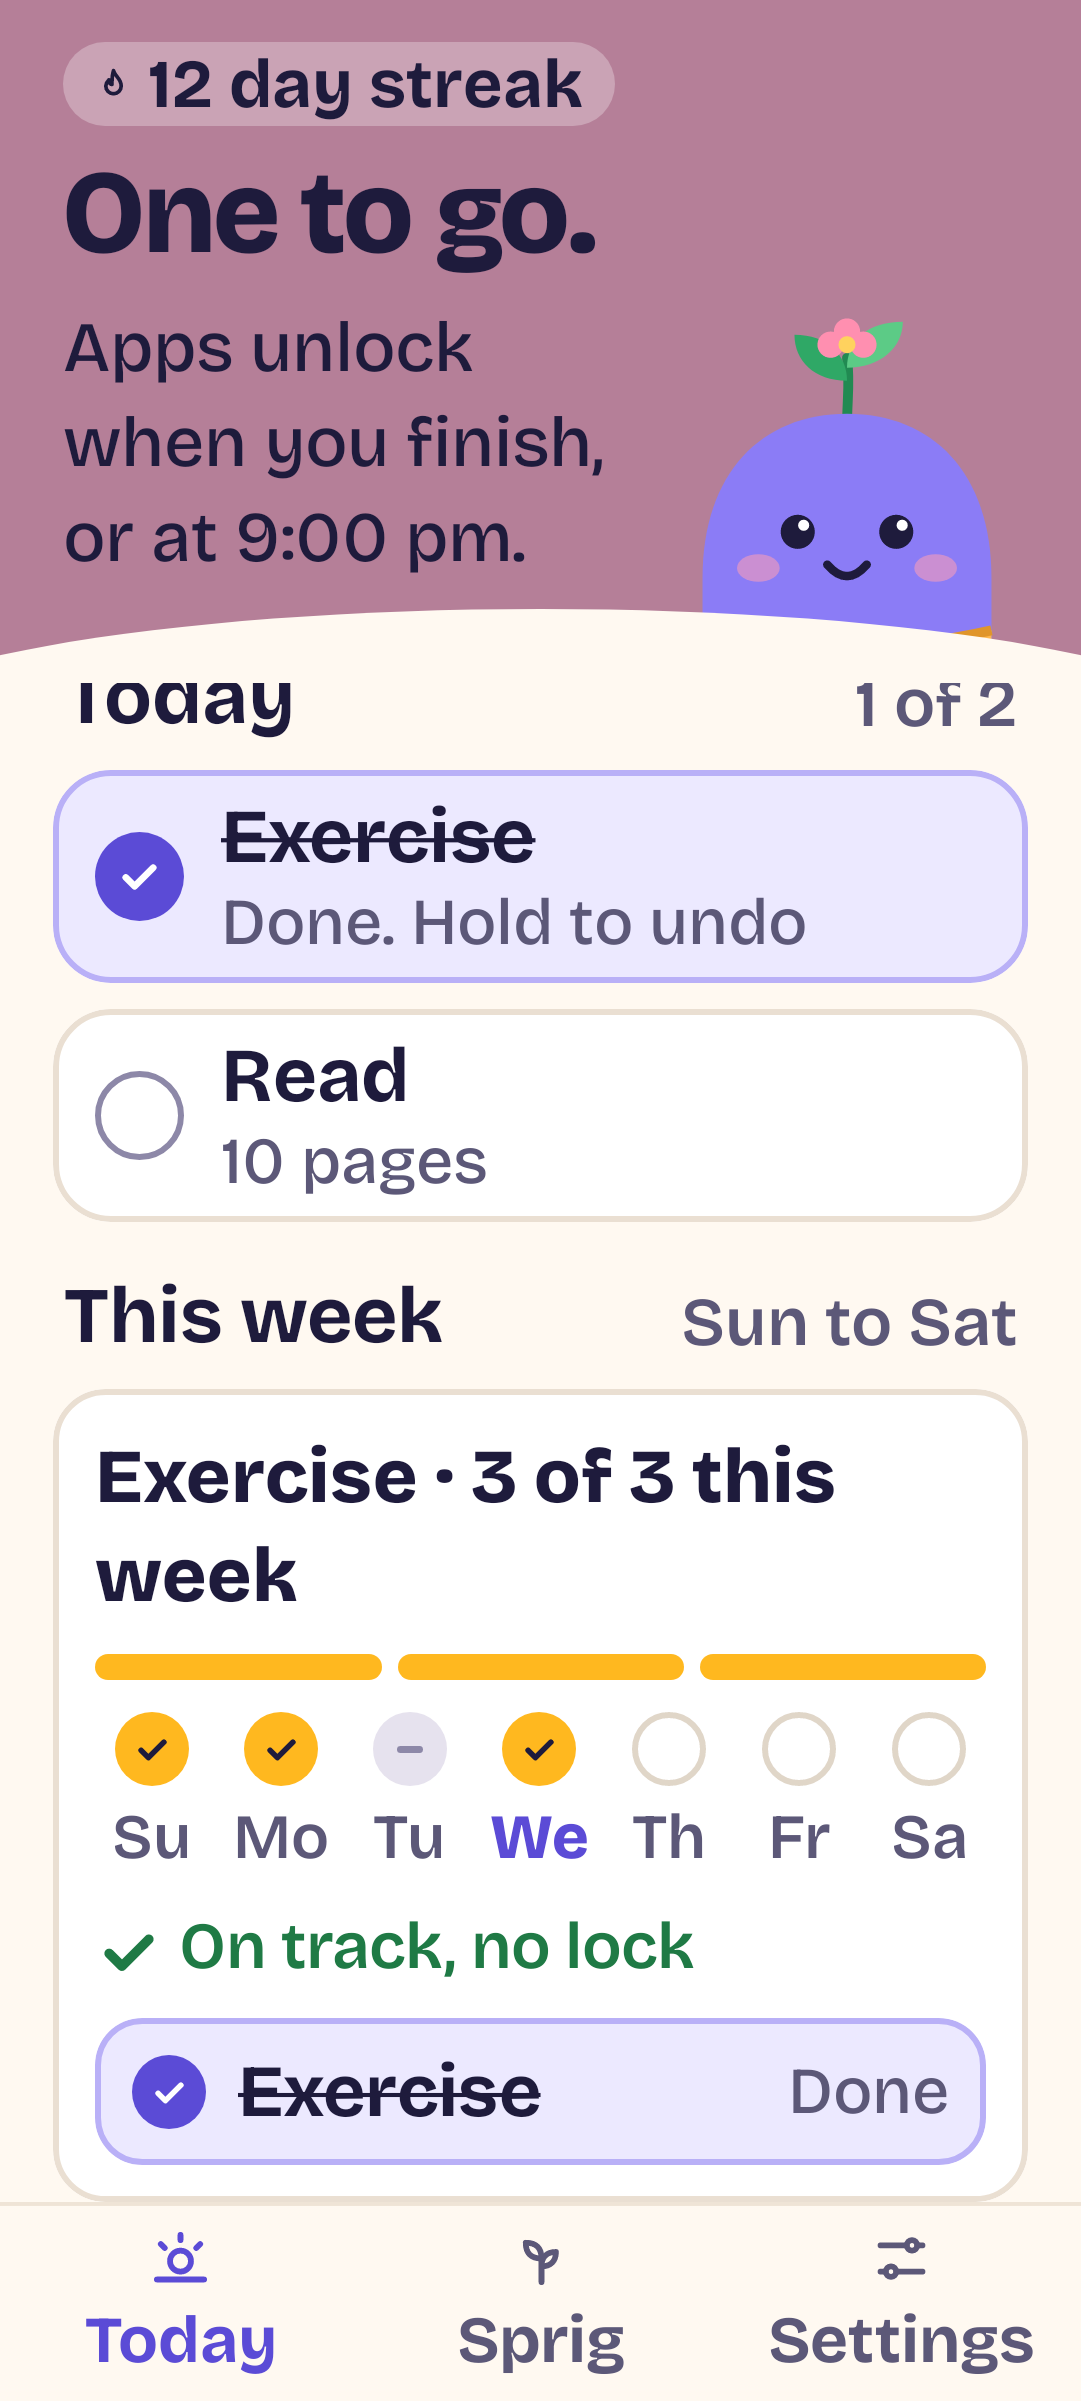 12 day streak
One to go.
Apps unlock
when you finish,
or at 9:00 pm.
Today
1 of 2
Exercise
Done. Hold to undo
Read
10 pages
This week
Sun to Sat
Exercise · 3 of 3 this
week
Su Mo Tu We Th Fr Sa
On track, no lock
Exercise
Done
Today
Sprig
Settings